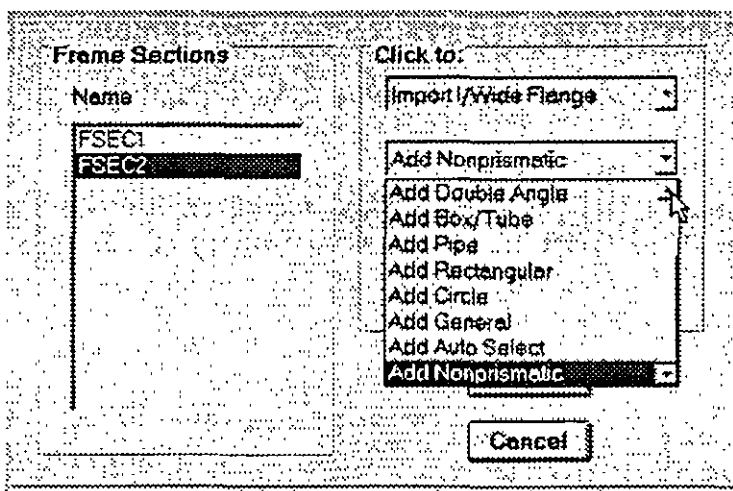 Frame Sections
Name
FSEC1
FSEC2
Click to:
Import I/Wide Flange
Add Nonprismatic
Add Double Angle
Add Box/Tube
Add Pipe
Add Rectangular
Add Circle
Add General
Add Auto Select
Add Nonprismatic
Cancel